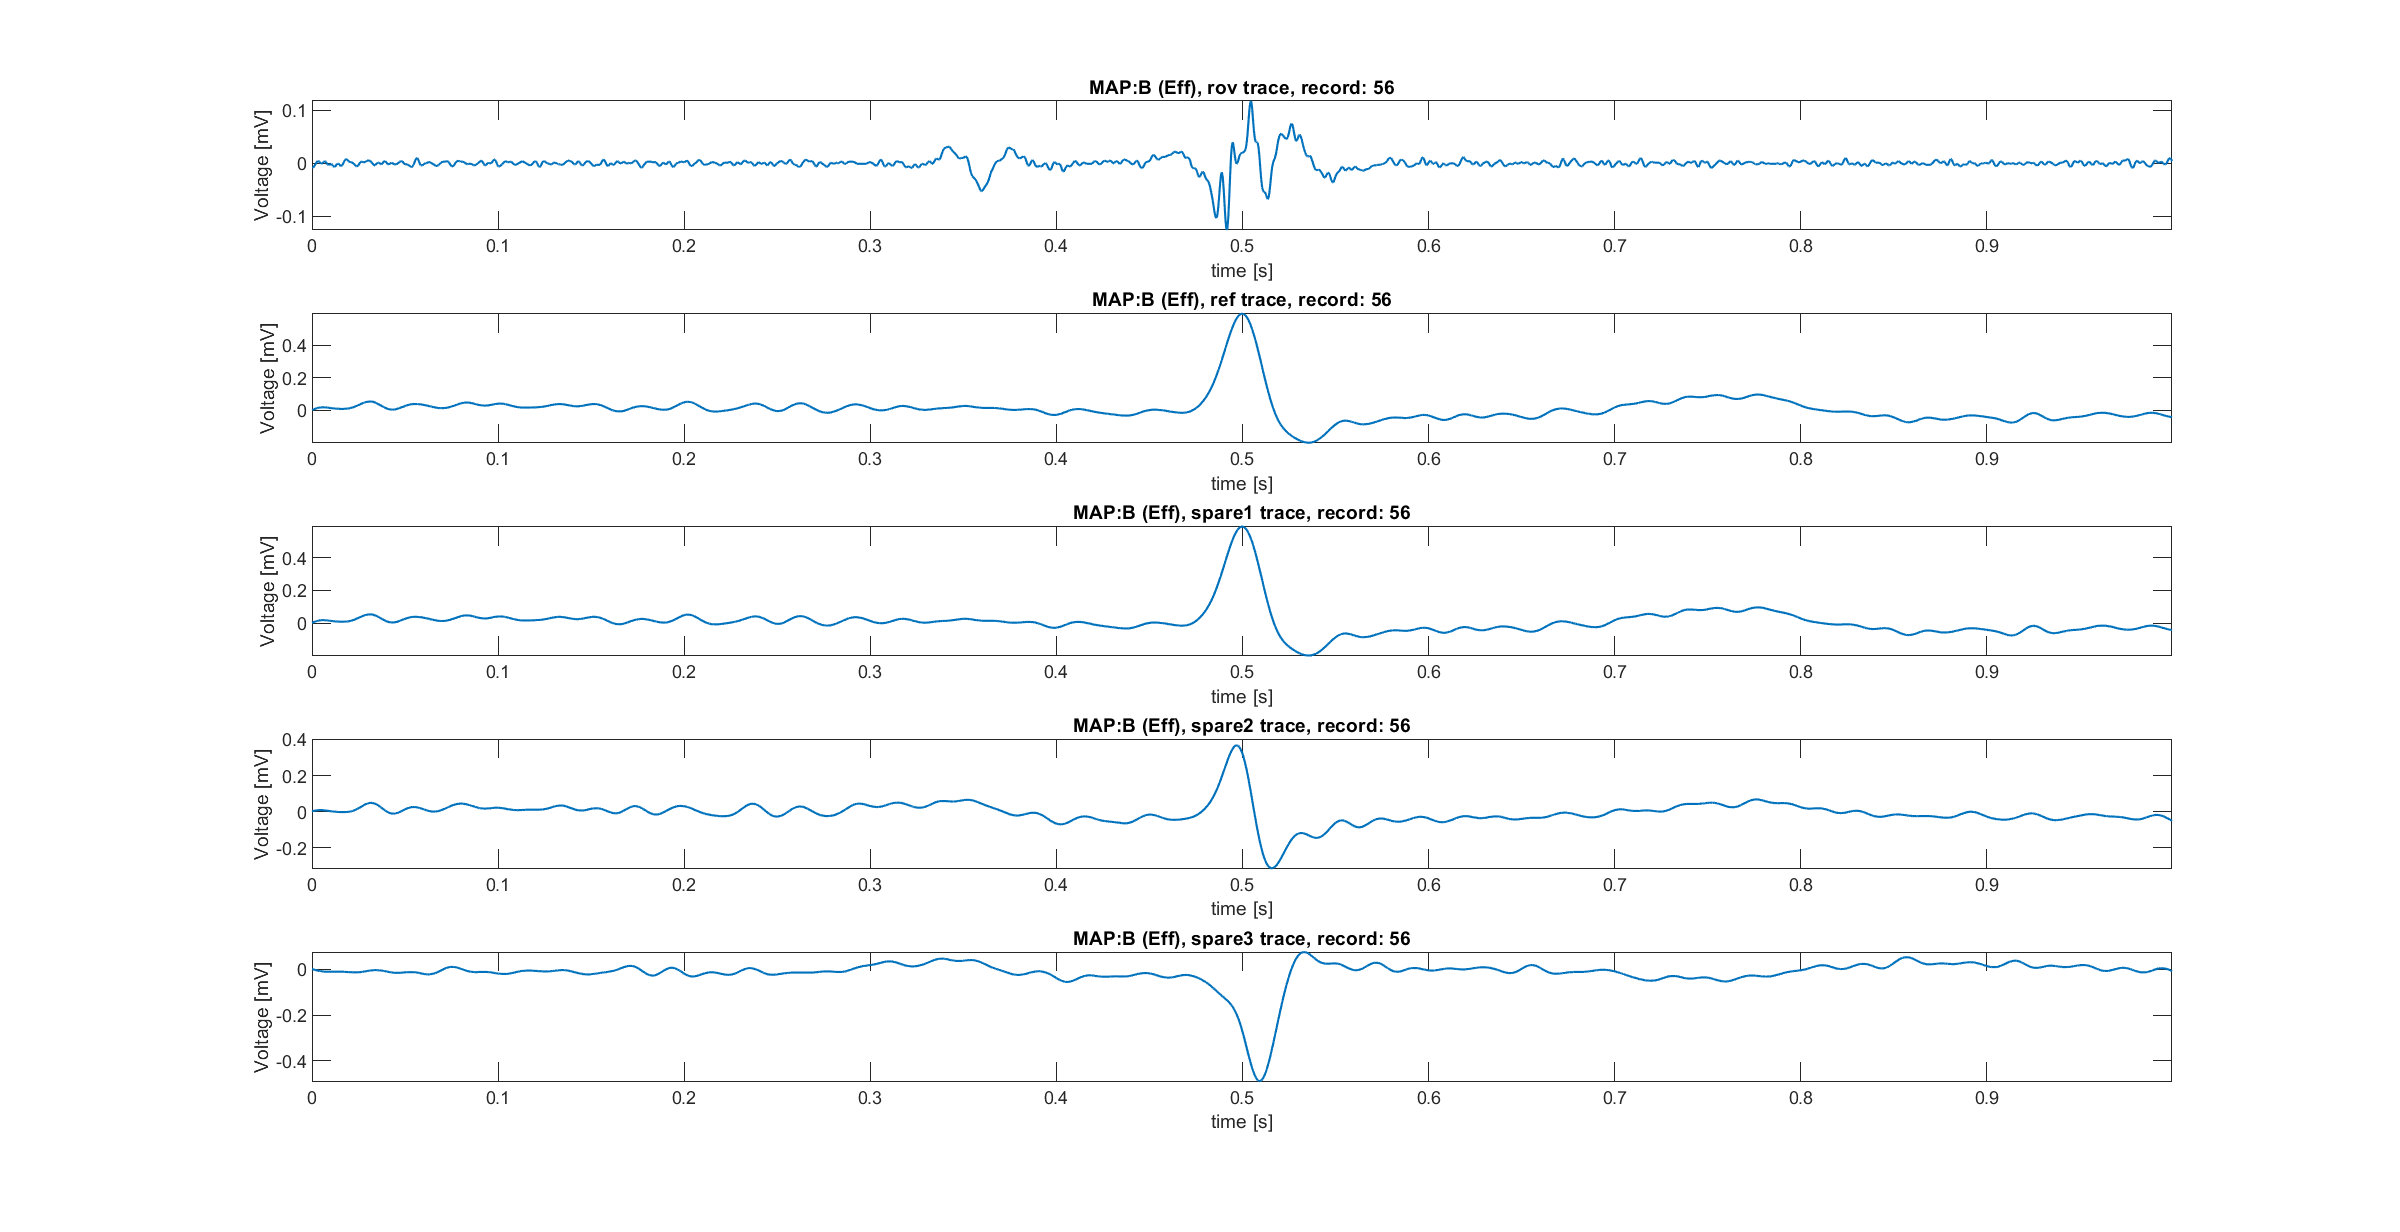 MAP:B (Eff), rov trace, record: 56
Voltage [mV]
0.1
0
-0.1
0 0.1 0.2 0.3 0.4 0.5 0.6 0.7 0.8 0.9
time [s]
MAP:B (Eff), ref trace, record: 56
Voltage [mV]
0.4
0.2
0
0 0.1 0.2 0.3 0.4 0.5 0.6 0.7 0.8 0.9
time [s]
MAP:B (Eff), spare1 trace, record: 56
Voltage [mV]
0.4
0.2
0
0 0.1 0.2 0.3 0.4 0.5 0.6 0.7 0.8 0.9
time [s]
MAP:B (Eff), spare2 trace, record: 56
Voltage [mV]
0.4
0.2
0
-0.2
0 0.1 0.2 0.3 0.4 0.5 0.6 0.7 0.8 0.9
time [s]
MAP:B (Eff), spare3 trace, record: 56
Voltage [mV]
0
-0.2
-0.4
0 0.1 0.2 0.3 0.4 0.5 0.6 0.7 0.8 0.9
time [s]